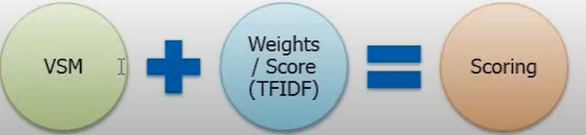 VSM
Weights
/ Score
(TFIDF)
Scoring